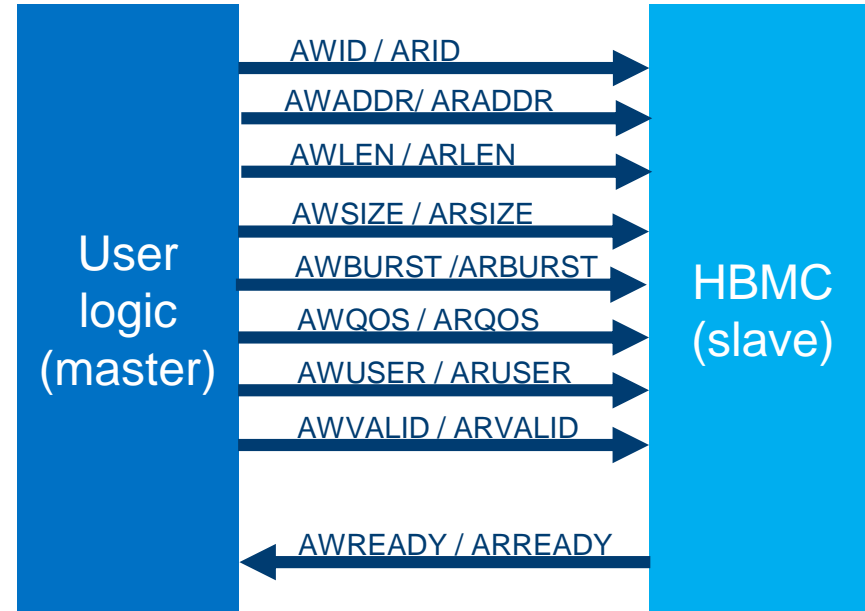 AWID / ARID
AWADDR/ ARADDR
AWLEN / ARLEN
AWSIZE / ARSIZE
AWBURST /ARBURST
AWQOS / ARQOS
AWUSER / ARUSER
AWVALID / ARVALID
AWREADY / ARREADY
User
logic
(master)
HBMC
(slave)